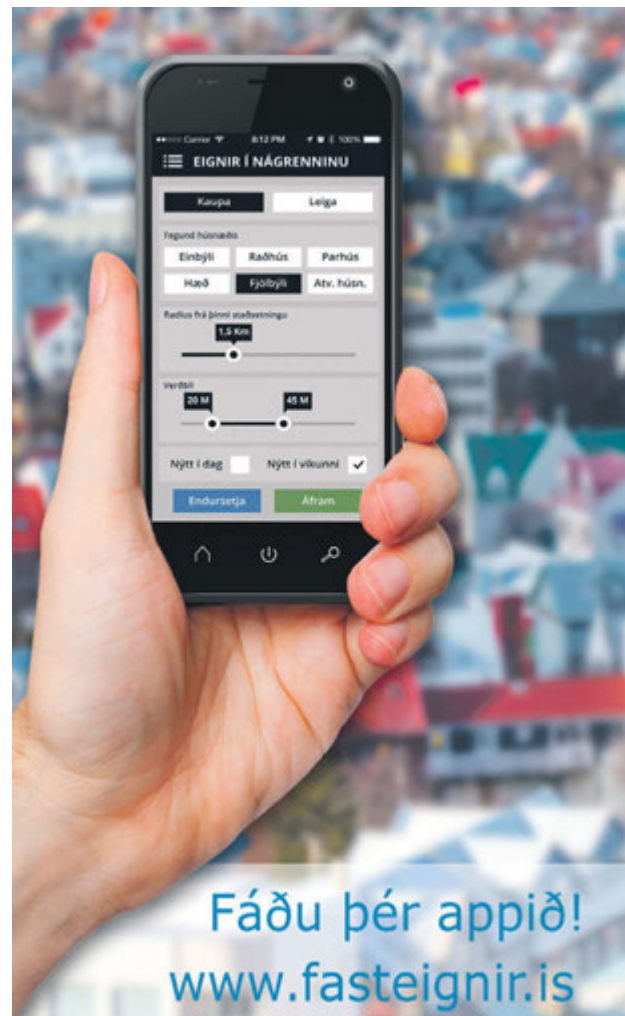 Carrier 8:12 PM 100%
EIGNIR Í NÁGRENNINU
Kaupa Leiga
Tegund húsnæðis
Einbýli Raðhús Parhús
Hæð Fjölbýli Atv. húsn.
Radíus frá þinni staðsetningu
1,5 Km
Verðbil
20 M 45 M
Nýtt í dag Nýtt í vikunni
Endursetja Áfram
Fáðu þér appið!
www.fasteignir.is